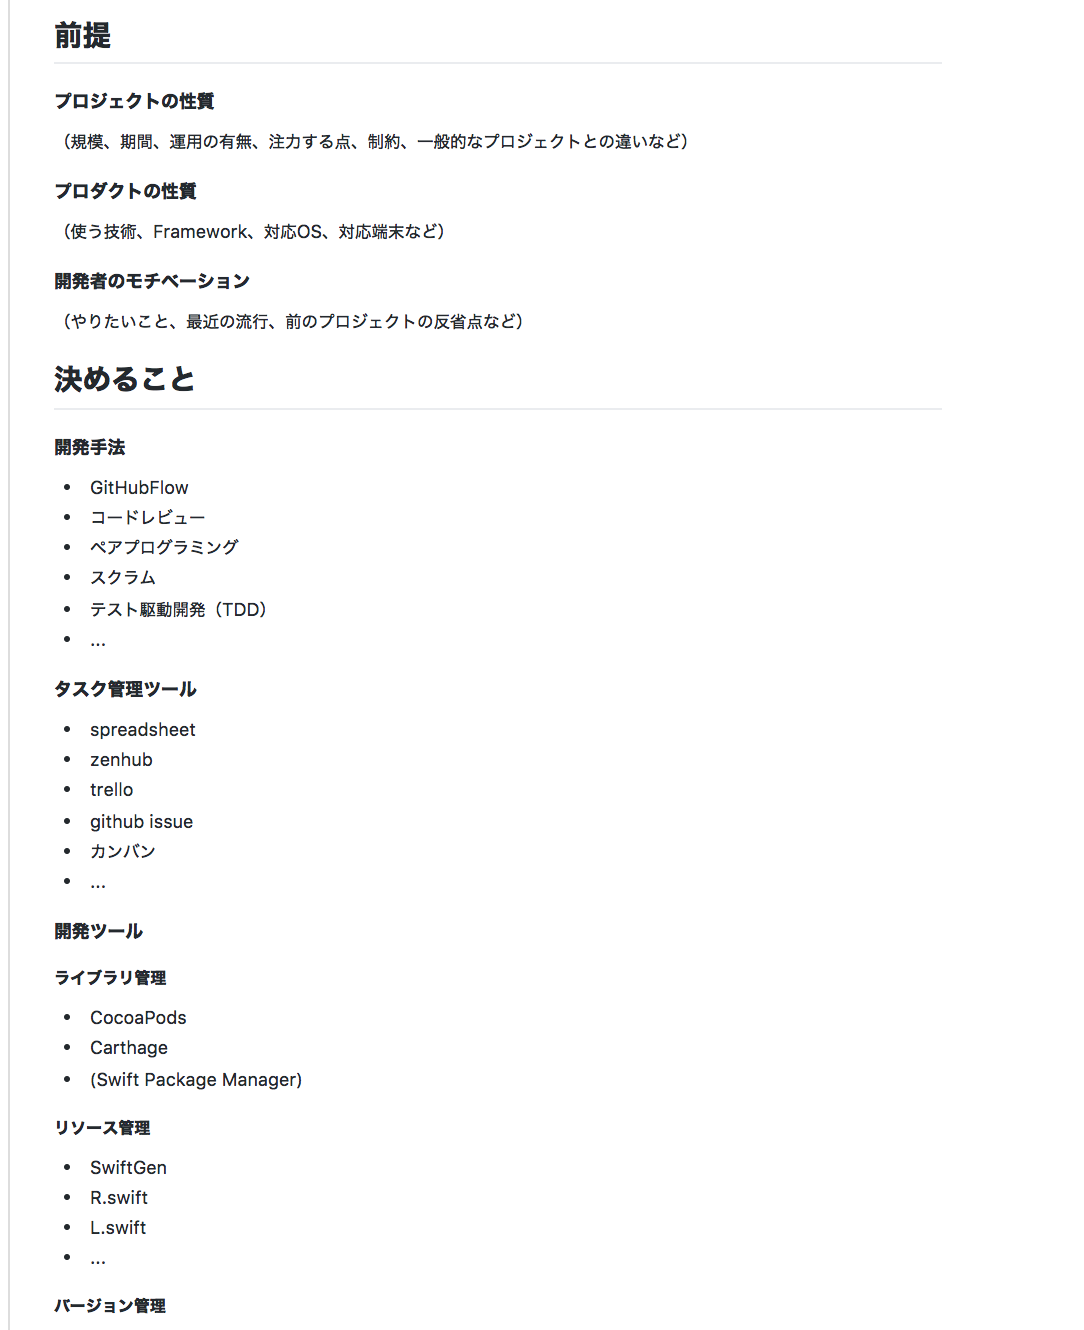 前提
プロジェクトの性質
（規模、期間、運用の有無、注力する点、制約、一般的なプロジェクトとの違いなど）
プロダクトの性質
（使う技術、Framework、対応OS、対応端末など）
開発者のモチベーション
（やりたいこと、最近の流行、前のプロジェクトの反省点など）
決めること
開発手法
• GitHubFlow
• コードレビュー
• ペアプログラミング
• スクラム
• テスト駆動開発（TDD）
• ...
タスク管理ツール
• spreadsheet
• zenhub
• trello
• github issue
• カンバン
• ...
開発ツール
ライブラリ管理
• CocoaPods
• Carthage
• (Swift Package Manager)
リソース管理
• SwiftGen
• R.swift
• L.swift
• ...
バージョン管理